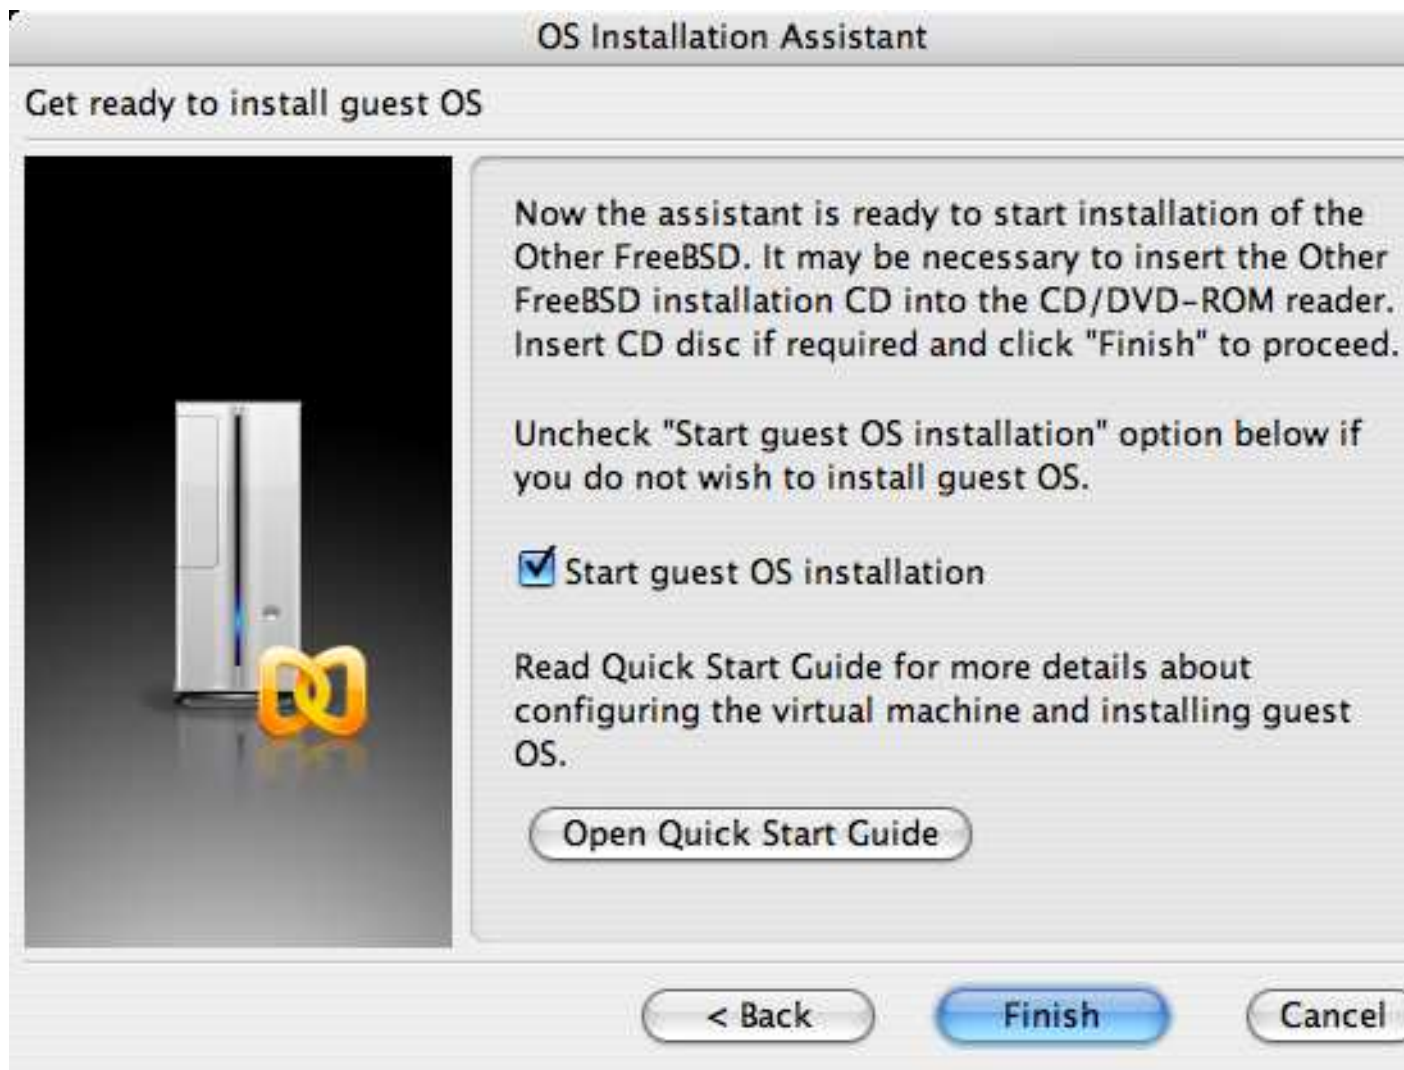 OS Installation Assistant
Get ready to install guest OS
Now the assistant is ready to start installation of the
Other FreeBSD. It may be necessary to insert the Other
FreeBSD installation CD into the CD/DVD-ROM reader.
Insert CD disc if required and click "Finish" to proceed.
Uncheck "Start guest OS installation" option below if
you do not wish to install guest OS.
Start guest OS installation
Read Quick Start Guide for more details about
configuring the virtual machine and installing guest
OS.
Open Quick Start Guide
< Back
Finish
Cancel